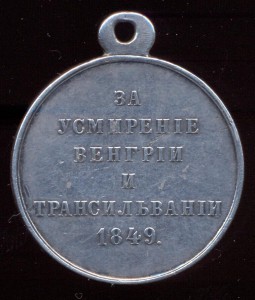 ЗА
УСМИРЕНІЕ
ВЕНГРІИ
И
ТРАНСИЛЬВАНІИ
1849.